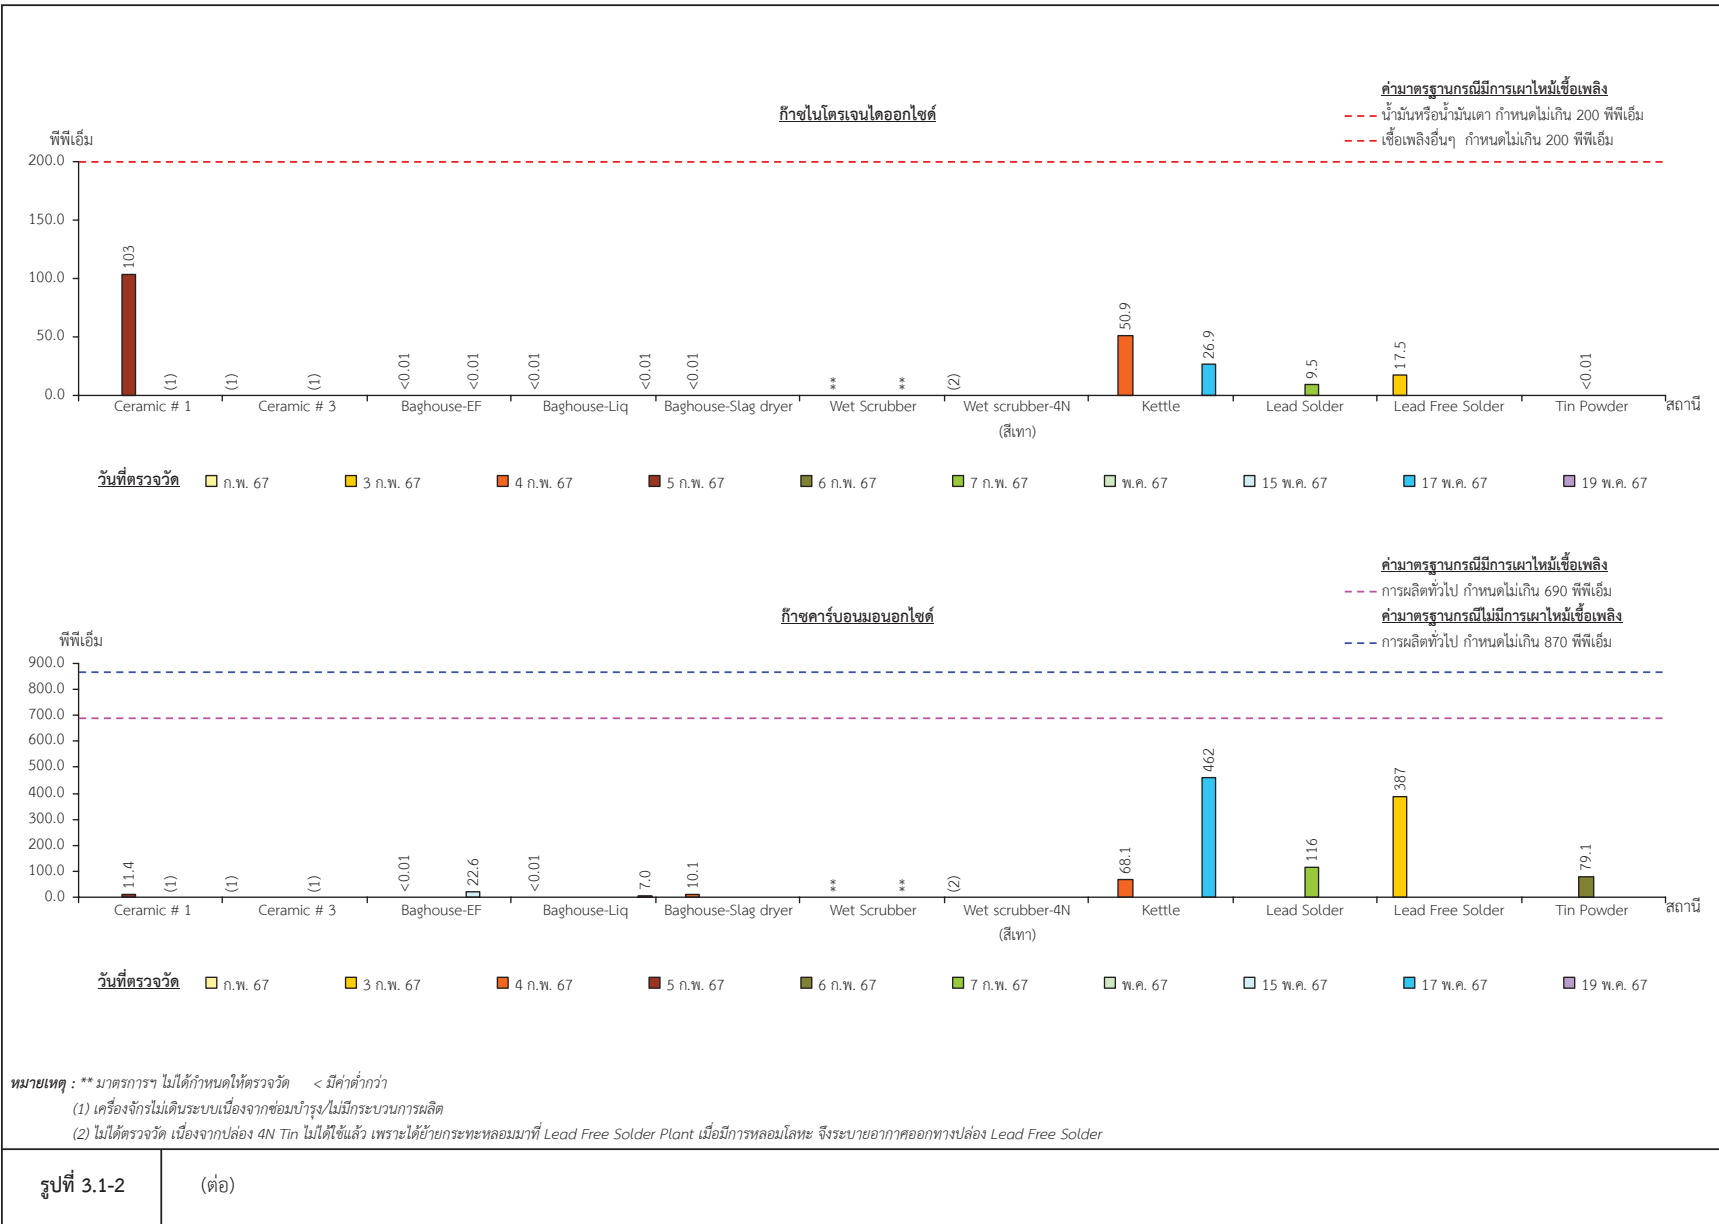 ค่ามาตรฐานกรณีมีการเผาไหม้เชื้อเพลิง
ก๊าซไนโตรเจนไดออกไซด์
น้ำมันหรือน้ำมันเตา กำหนดไม่เกิน 200 พีพีเอ็ม
เชื้อเพลิงอื่นๆ กำหนดไม่เกิน 200 พีพีเอ็ม
พีพีเอ็ม
200.0
150.0
100.0
50.0
0.0
103 (1) (1) (1) <0.01 <0.01 <0.01 <0.01 <0.01 ** ** (2) 50.9 26.9 9.5 17.5 <0.01
Ceramic # 1 Ceramic # 3 Baghouse-EF Baghouse-Liq Baghouse-Slag dryer Wet Scrubber Wet scrubber-4N Kettle Lead Solder Lead Free Solder Tin Powder สถานี
(สีเทา)
วันที่ตรวจวัด ก.พ. 67 3 ก.พ. 67 4 ก.พ. 67 5 ก.พ. 67 6 ก.พ. 67 7 ก.พ. 67 พ.ค. 67 15 พ.ค. 67 17 พ.ค. 67 19 พ.ค. 67
ค่ามาตรฐานกรณีมีการเผาไหม้เชื้อเพลิง
การผลิตทั่วไป กำหนดไม่เกิน 690 พีพีเอ็ม
ก๊าซคาร์บอนมอนอกไซด์
ค่ามาตรฐานกรณีไม่มีการเผาไหม้เชื้อเพลิง
การผลิตทั่วไป กำหนดไม่เกิน 870 พีพีเอ็ม
พีพีเอ็ม
900.0
800.0
700.0
600.0
500.0
400.0
300.0
200.0
100.0
0.0
11.4 (1) (1) (1) <0.01 22.6 <0.01 7.0 10.1 ** ** (2) 68.1 462 116 387 79.1
Ceramic # 1 Ceramic # 3 Baghouse-EF Baghouse-Liq Baghouse-Slag dryer Wet Scrubber Wet scrubber-4N Kettle Lead Solder Lead Free Solder Tin Powder สถานี
(สีเทา)
วันที่ตรวจวัด ก.พ. 67 3 ก.พ. 67 4 ก.พ. 67 5 ก.พ. 67 6 ก.พ. 67 7 ก.พ. 67 พ.ค. 67 15 พ.ค. 67 17 พ.ค. 67 19 พ.ค. 67
หมายเหตุ : ** มาตรการฯ ไม่ได้กำหนดให้ตรวจวัด < มีค่าต่ำกว่า
(1) เครื่องจักรไม่เดินระบบเนื่องจากซ่อมบำรุง/ไม่มีกระบวนการผลิต
(2) ไม่ได้ตรวจวัด เนื่องจากปล่อง 4N Tin ไม่ได้ใช้แล้ว เพราะได้ย้ายกระทะหลอมมาที่ Lead Free Solder Plant เมื่อมีการหลอมโลหะ จึงระบายอากาศออกทางปล่อง Lead Free Solder
รูปที่ 3.1-2 (ต่อ)